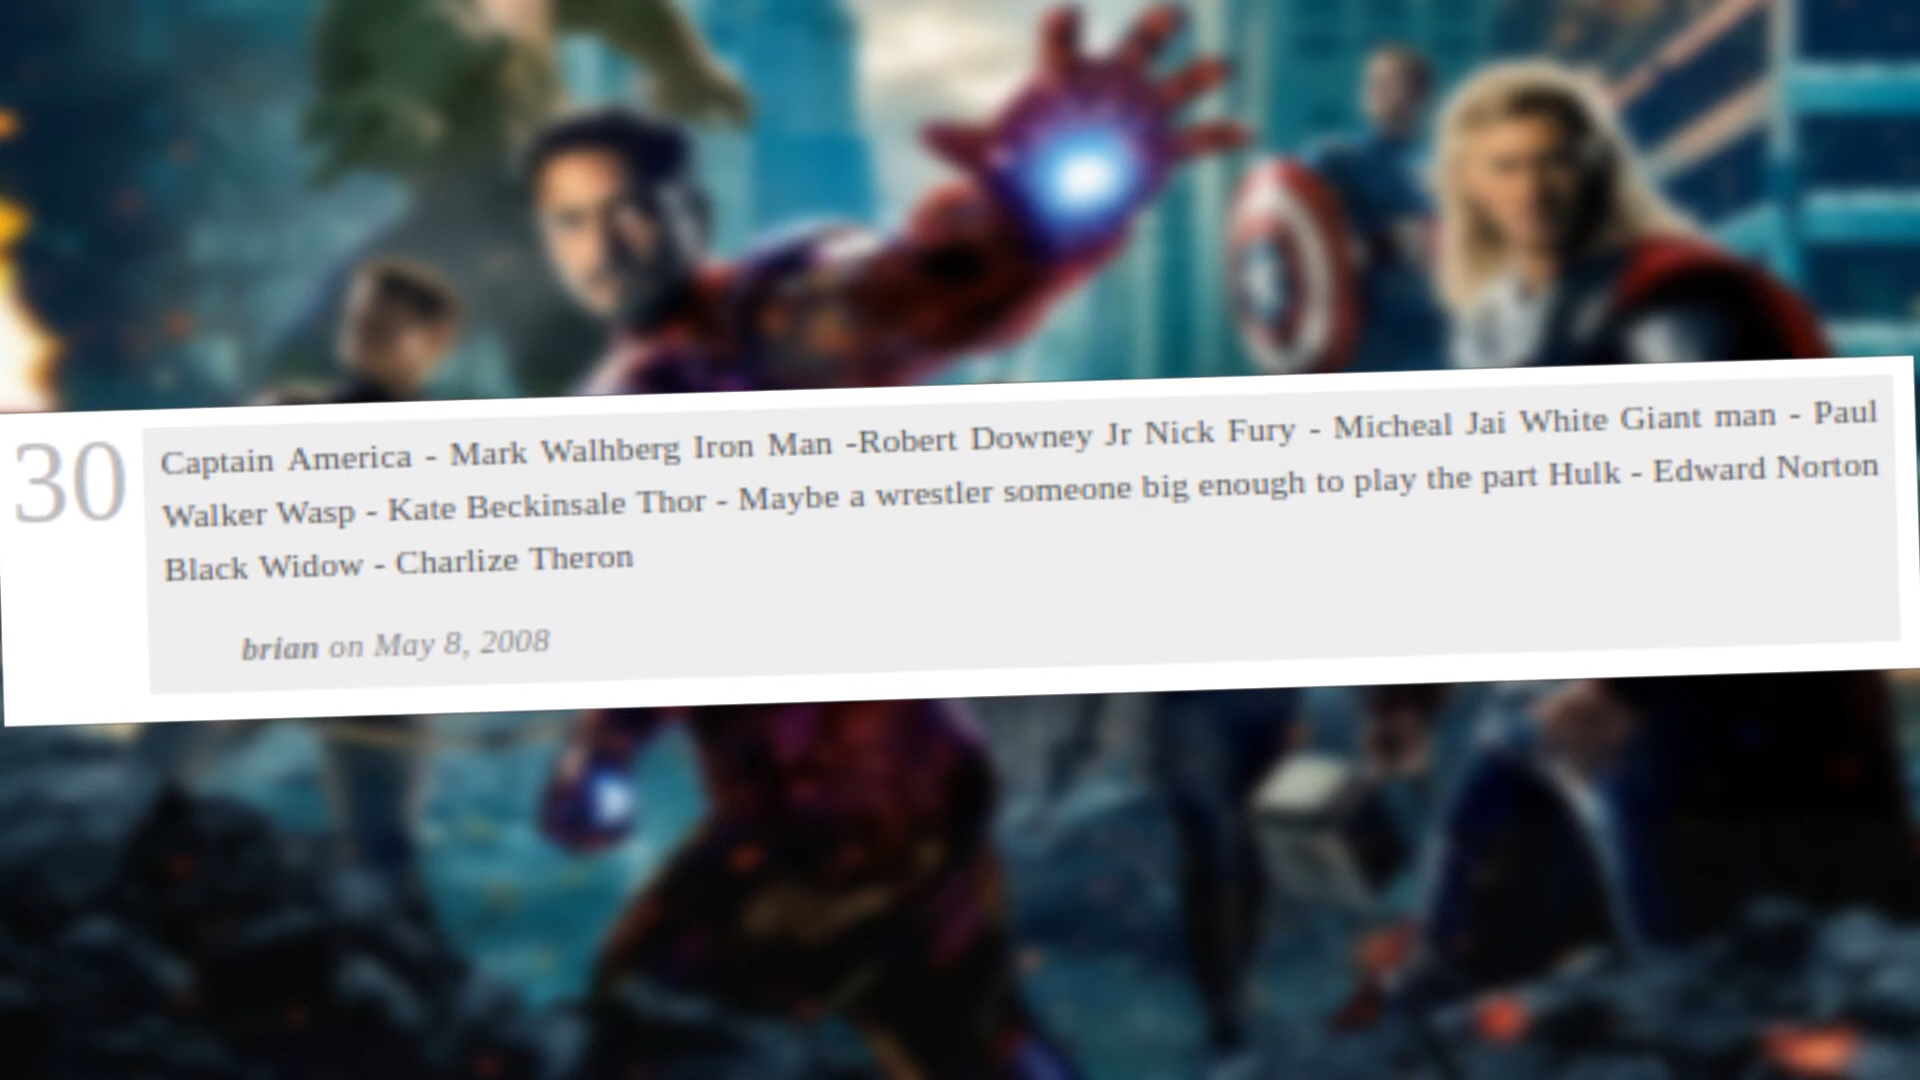 30
Captain America - Mark Walhberg Iron Man -Robert Downey Jr Nick Fury - Micheal Jai White Giant man - Paul
Walker Wasp - Kate Beckinsale Thor - Maybe a wrestler someone big enough to play the part Hulk - Edward Norton
Black Widow - Charlize Theron
brian on May 8, 2008